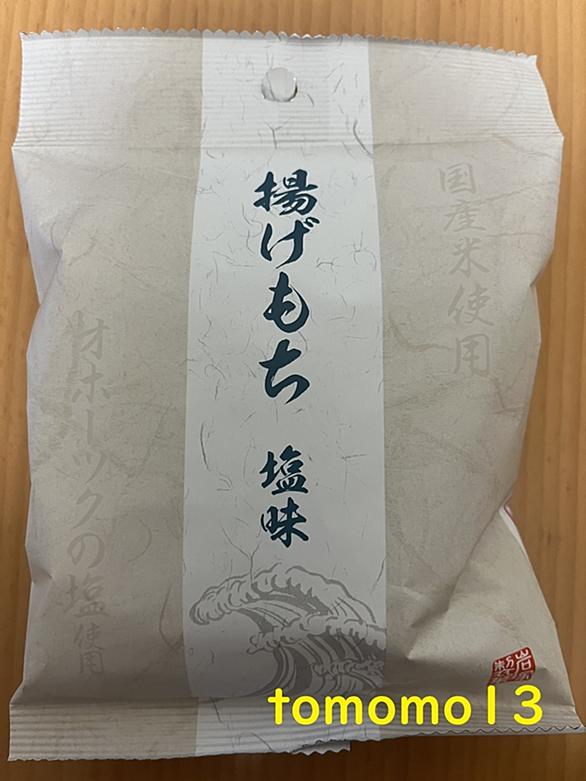 国産米使用
揚げもち 塩味
オホーツクの塩使用
tomomo13